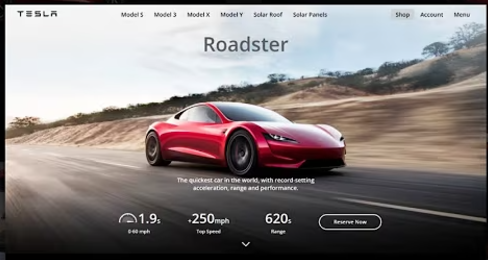 TESLA
Model S Model 3 Model X Model Y Solar Roof Solar Panels
Shop Account Menu
Roadster
The quickest car in the world, with record-setting
acceleration, range and performance.
1.9s
0-60 mph
+250mph
Top Speed
620s
Range
Reserve Now